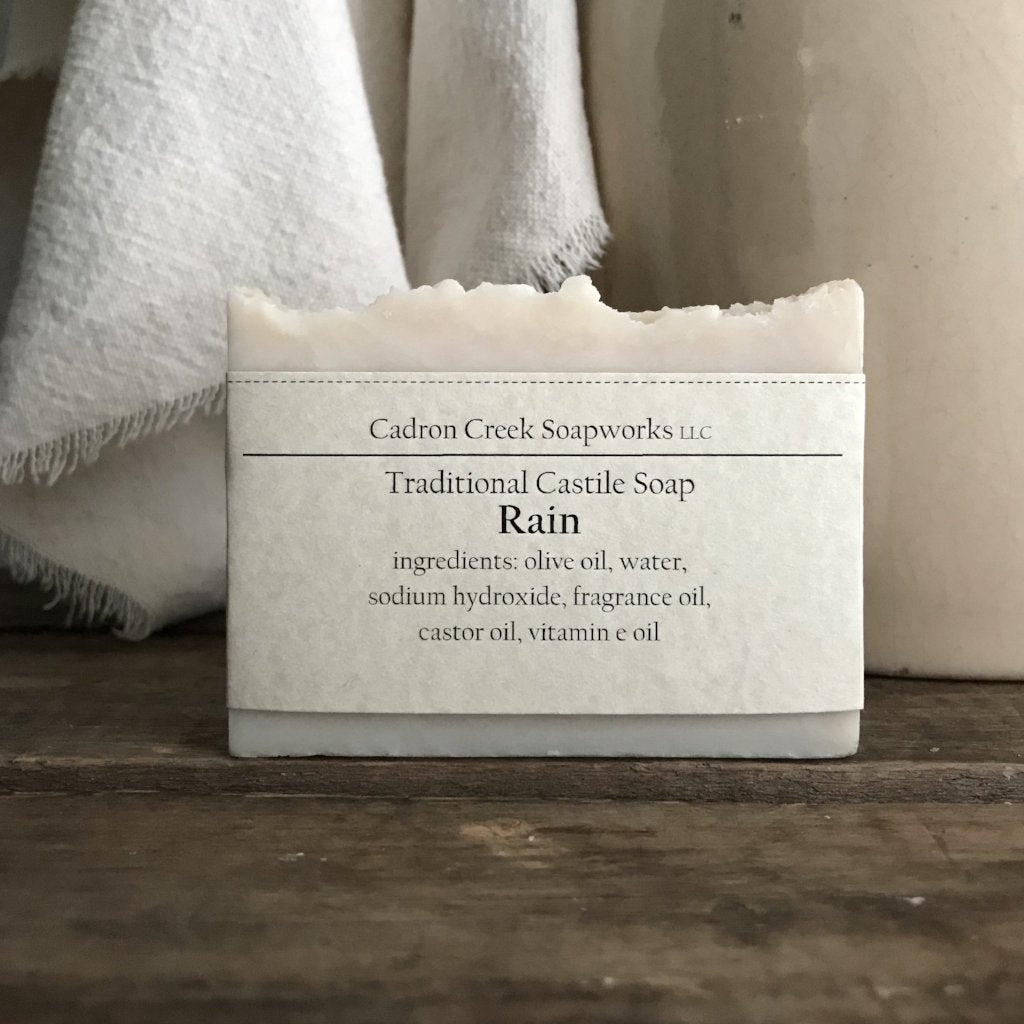 Cadron Creek Soapworks LLC
Traditional Castile Soap
Rain
ingredients: olive oil, water,
sodium hydroxide, fragrance oil,
castor oil, vitamin e oil